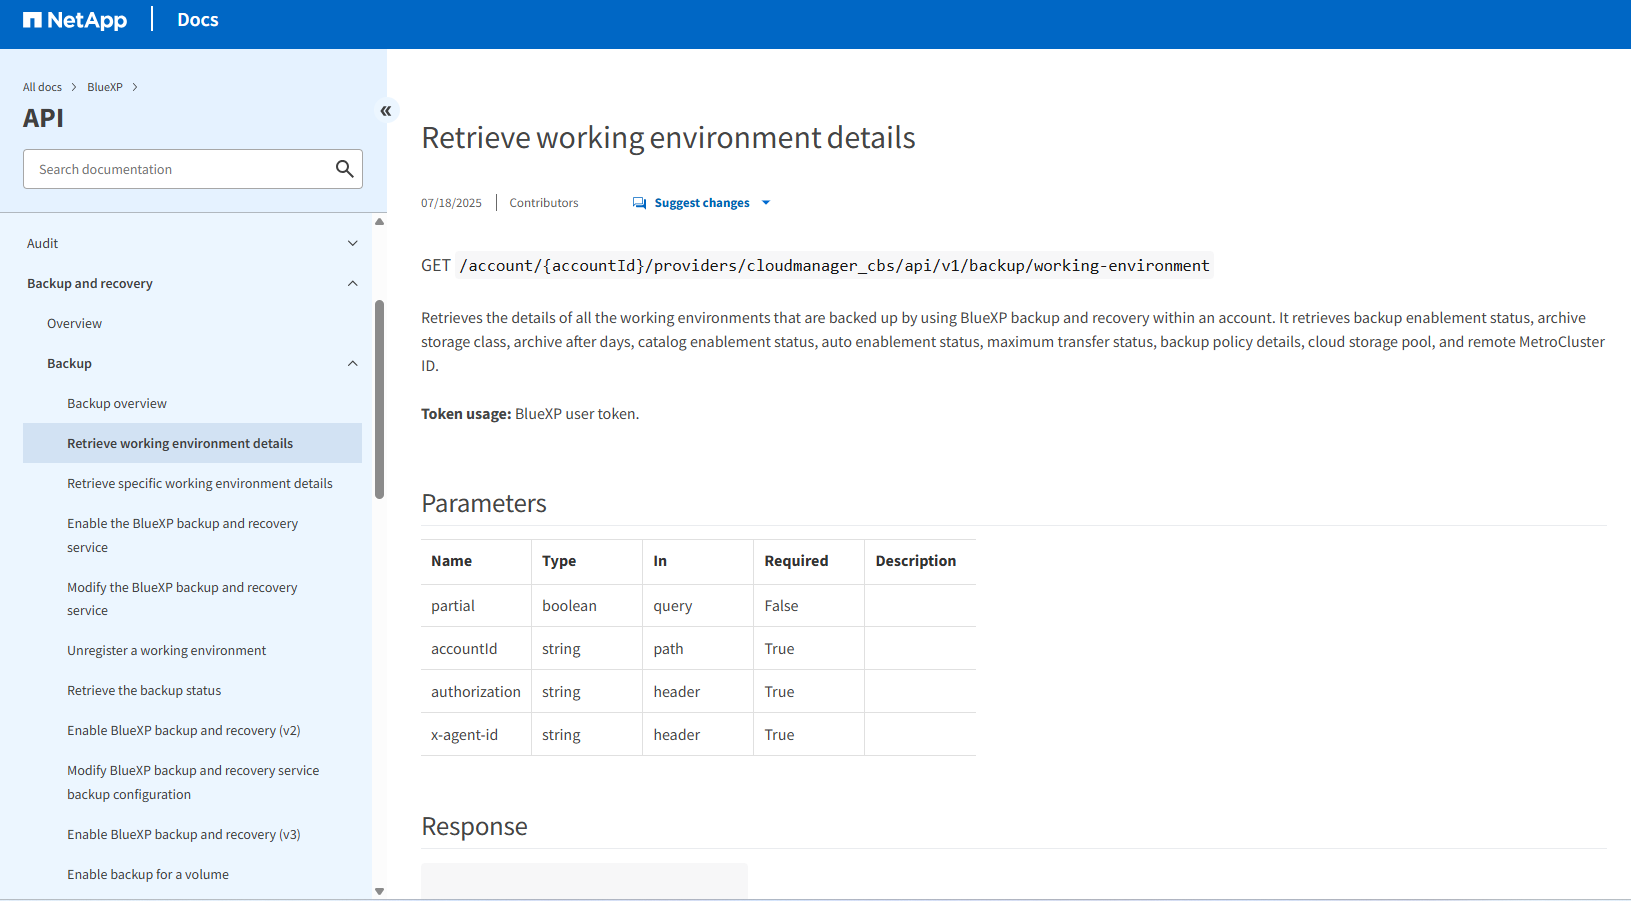 NetApp | Docs
All docs > BlueXP >
API
«
Search documentation
Audit
Backup and recovery
Overview
Backup
Backup overview
Retrieve working environment details
Retrieve specific working environment details
Enable the BlueXP backup and recovery
service
Modify the BlueXP backup and recovery
service
Unregister a working environment
Retrieve the backup status
Enable BlueXP backup and recovery (v2)
Modify BlueXP backup and recovery service
backup configuration
Enable BlueXP backup and recovery (v3)
Enable backup for a volume
Retrieve working environment details
07/18/2025 | Contributors Suggest changes
GET /account/{accountId}/providers/cloudmanager_cbs/api/v1/backup/working-environment
Retrieves the details of all the working environments that are backed up by using BlueXP backup and recovery within an account. It retrieves backup enablement status, archive
storage class, archive after days, catalog enablement status, auto enablement status, maximum transfer status, backup policy details, cloud storage pool, and remote MetroCluster
ID.
Token usage: BlueXP user token.
Parameters
Name Type In Required Description
partial boolean query False
accountId string path True
authorization string header True
x-agent-id string header True
Response